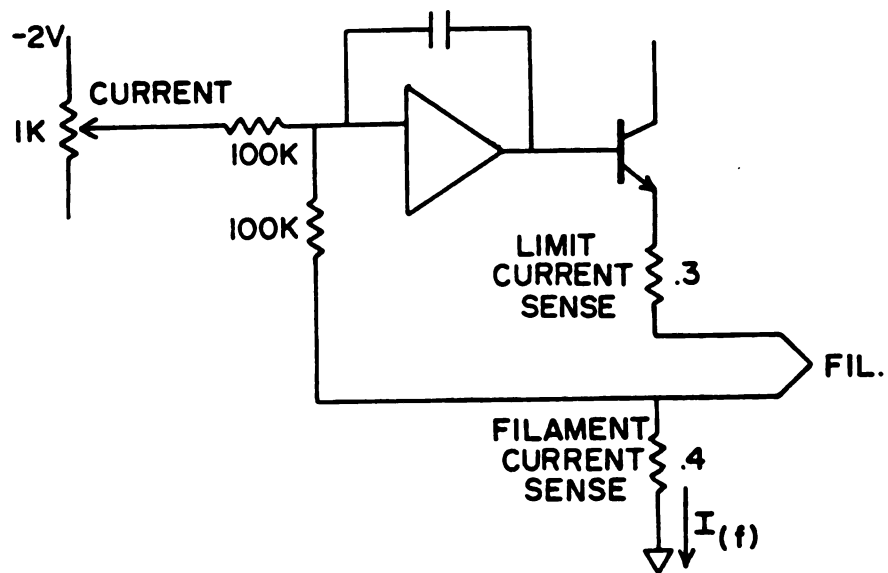 -2V
CURRENT
1K
100K
100K
LIMIT
CURRENT
SENSE
.3
FIL.
FILAMENT
CURRENT
SENSE
.4
I(f)